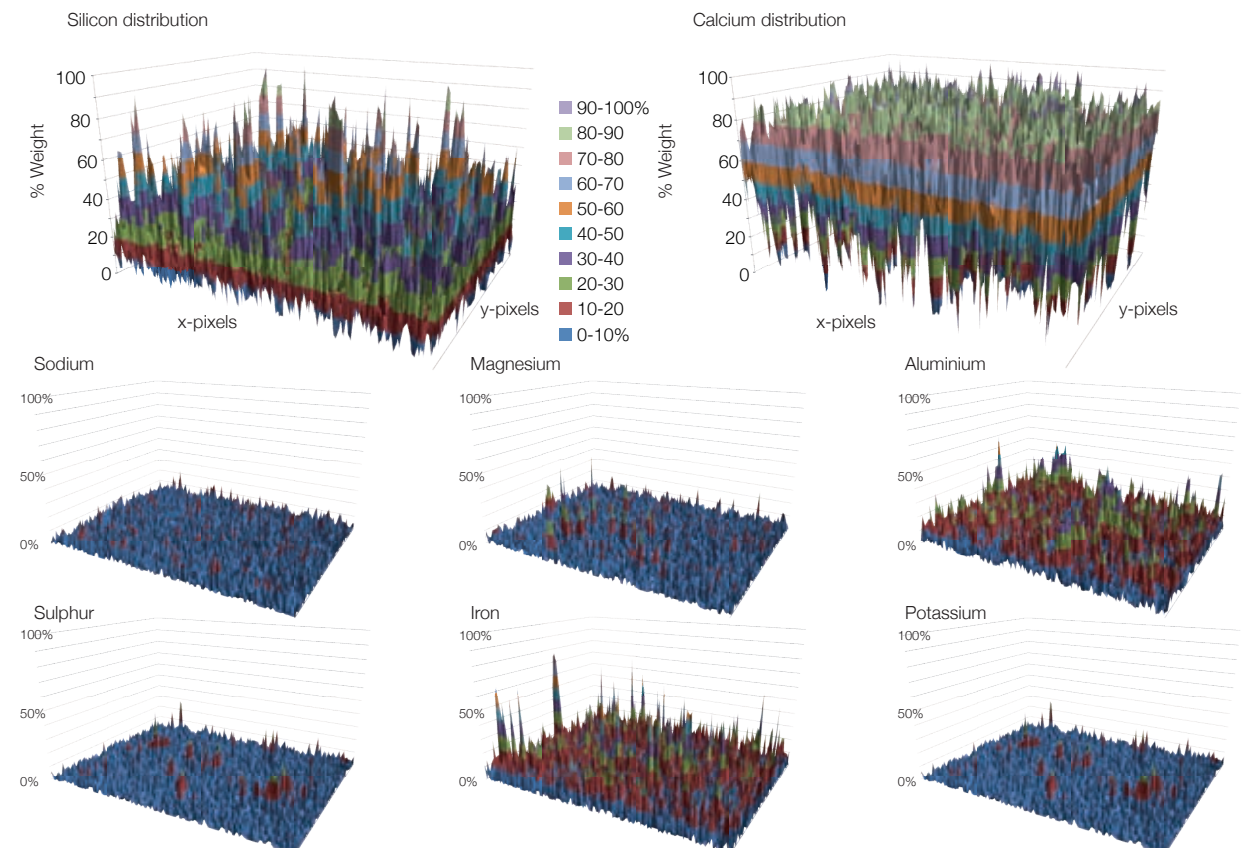 Silicon distribution
100
80
60
40
20
0
% Weight
x-pixels
y-pixels
90-100%
80-90
70-80
60-70
50-60
40-50
30-40
20-30
10-20
0-10%
Calcium distribution
100
80
60
40
20
0
% Weight
x-pixels
y-pixels
Sodium
100%
50%
0%
Magnesium
100%
50%
0%
Aluminium
100%
50%
0%
Sulphur
100%
50%
0%
Iron
100%
50%
0%
Potassium
100%
50%
0%